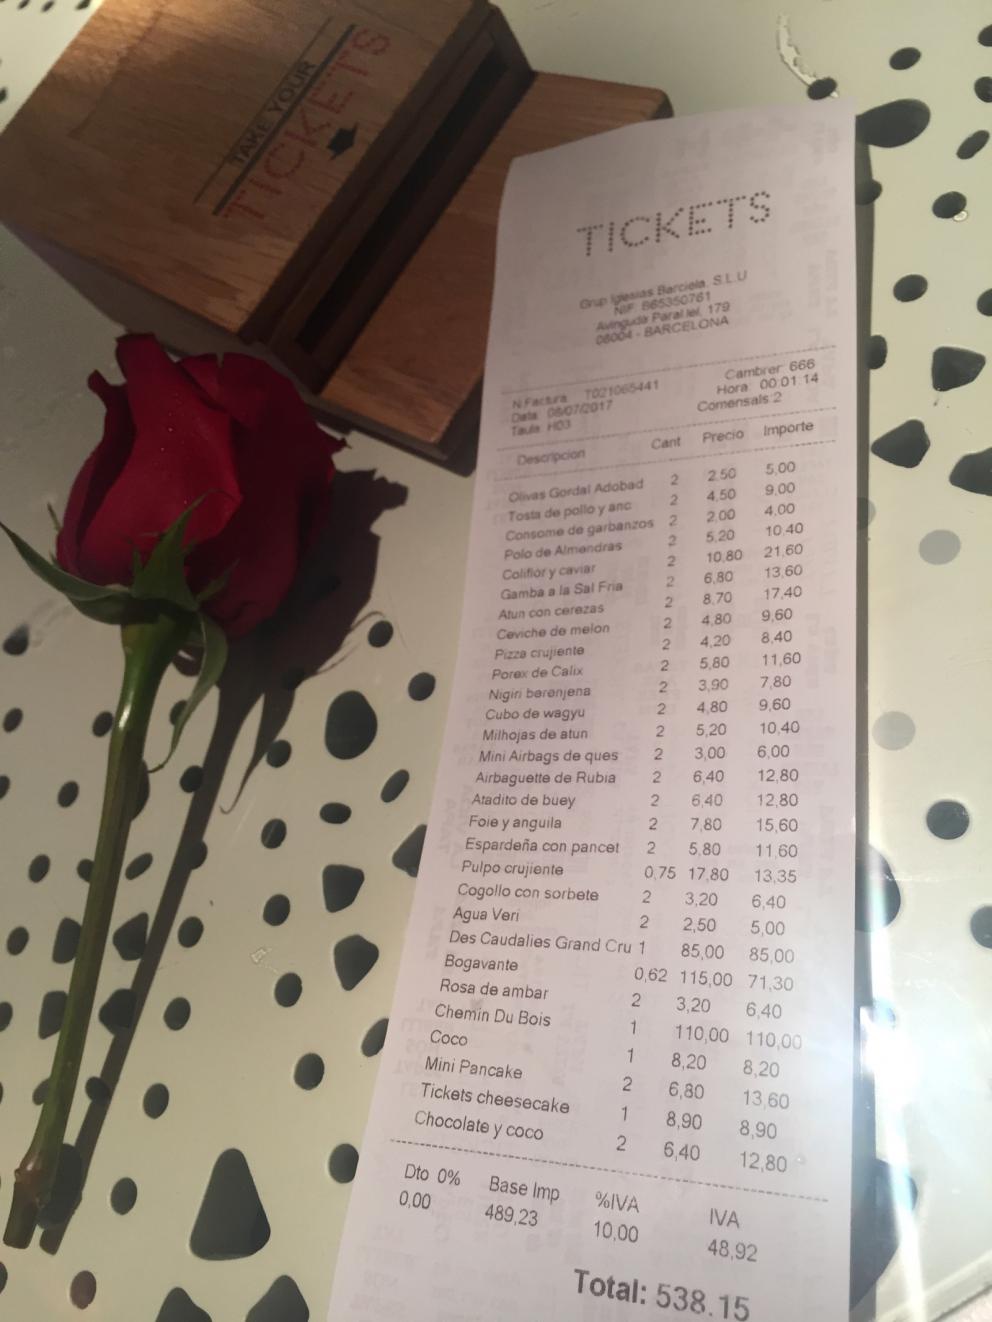 TAKE YOUR
TICKETS
TICKETS
Grup Iglesias Barciela, S.L.U
NIF: B65350761
Avinguda Paral.lel, 179
08004 - BARCELONA
N.Factura: T021065441 Cambrer: 666
Data: 08/07/2017 Hora: 00:01:14
Taula: H03 Comensals:2
Descripcion Cant Precio Importe
Olivas Gordal Adobad 2 2,50 5,00
Tosta de pollo y anc 2 4,50 9,00
Consome de garbanzos 2 2,00 4,00
Polo de Almendras 2 5,20 10,40
Coliflor y caviar 2 10,80 21,60
Gamba a la Sal Fria 2 6,80 13,60
Atun con cerezas 2 8,70 17,40
Ceviche de melon 2 4,80 9,60
Pizza crujiente 2 4,20 8,40
Porex de Calix 2 5,80 11,60
Nigiri berenjena 2 3,90 7,80
Cubo de wagyu 2 4,80 9,60
Milhojas de atun 2 5,20 10,40
Mini Airbags de ques 2 3,00 6,00
Airbaguette de Rubia 2 6,40 12,80
Atadito de buey 2 6,40 12,80
Foie y anguila 2 7,80 15,60
Espardeña con pancet 2 5,80 11,60
Pulpo crujiente 0,75 17,80 13,35
Cogollo con sorbete 2 3,20 6,40
Agua Veri 2 2,50 5,00
Des Caudalies Grand Cru 1 85,00 85,00
Bogavante 0,62 115,00 71,30
Rosa de ambar 2 3,20 6,40
Chemin Du Bois 1 110,00 110,00
Coco 1 8,20 8,20
Mini Pancake 2 6,80 13,60
Tickets cheesecake 1 8,90 8,90
Chocolate y coco 2 6,40 12,80
Dto 0% Base Imp %IVA IVA
0,00 489,23 10,00 48,92
Total: 538.15